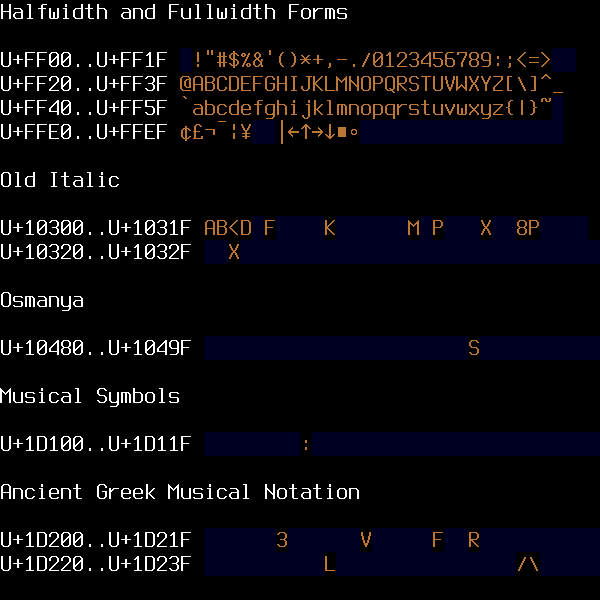 Halfwidth and Fullwidth Forms
U+FF00..U+FF1F !"#$%&'()*+,-./0123456789:;<=>
U+FF20..U+FF3F @ABCDEFGHIJKLMNOPQRSTUVWXYZ[\]^_
U+FF40..U+FF5F `abcdefghijklmnopqrstuvwxyz{|}~
U+FFE0..U+FFEF ¢£¬¯¦¥ │←↑→↓■∘
Old Italic
U+10300..U+1031F AB<D F    K      M P   X  8P
U+10320..U+1032F   X
Osmanya
U+10480..U+1049F S
Musical Symbols
U+1D100..U+1D11F :
Ancient Greek Musical Notation
U+1D200..U+1D21F 3      V     F  R
U+1D220..U+1D23F L               /\